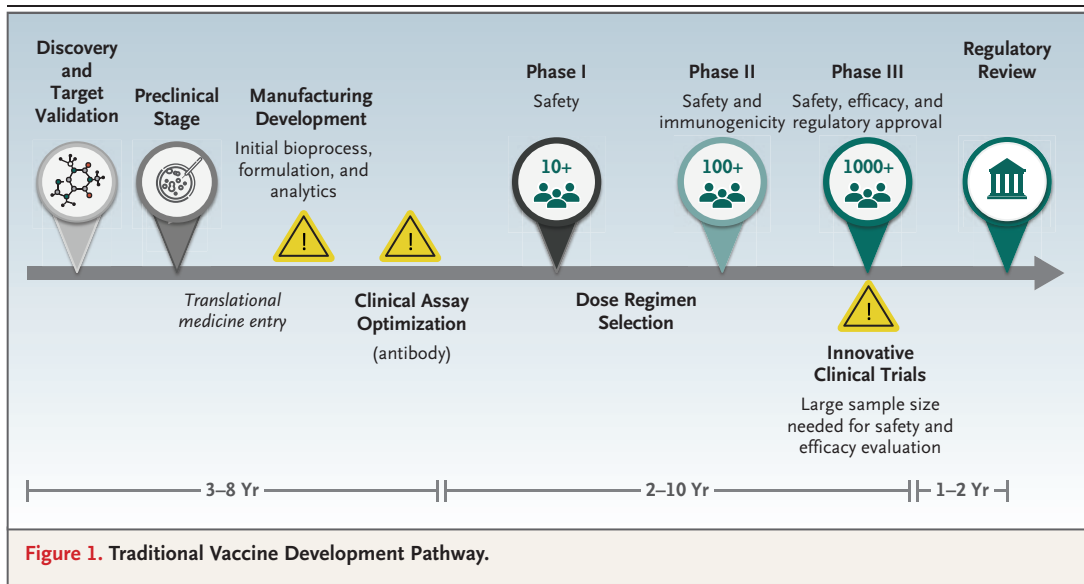 Discovery
and
Target
Validation
Preclinical
Stage
Manufacturing
Development
Initial bioprocess,
formulation, and
analytics
Phase I
Safety
Phase II
Safety and
immunogenicity
Phase III
Safety, efficacy, and
regulatory approval
Regulatory
Review
10+
100+
1000+
!
!
Translational
medicine entry
Clinical Assay
Optimization
(antibody)
Dose Regimen
Selection
!
Innovative
Clinical Trials
Large sample size
needed for safety and
efficacy evaluation
3–8 Yr
2–10 Yr
1–2 Yr
Figure 1. Traditional Vaccine Development Pathway.